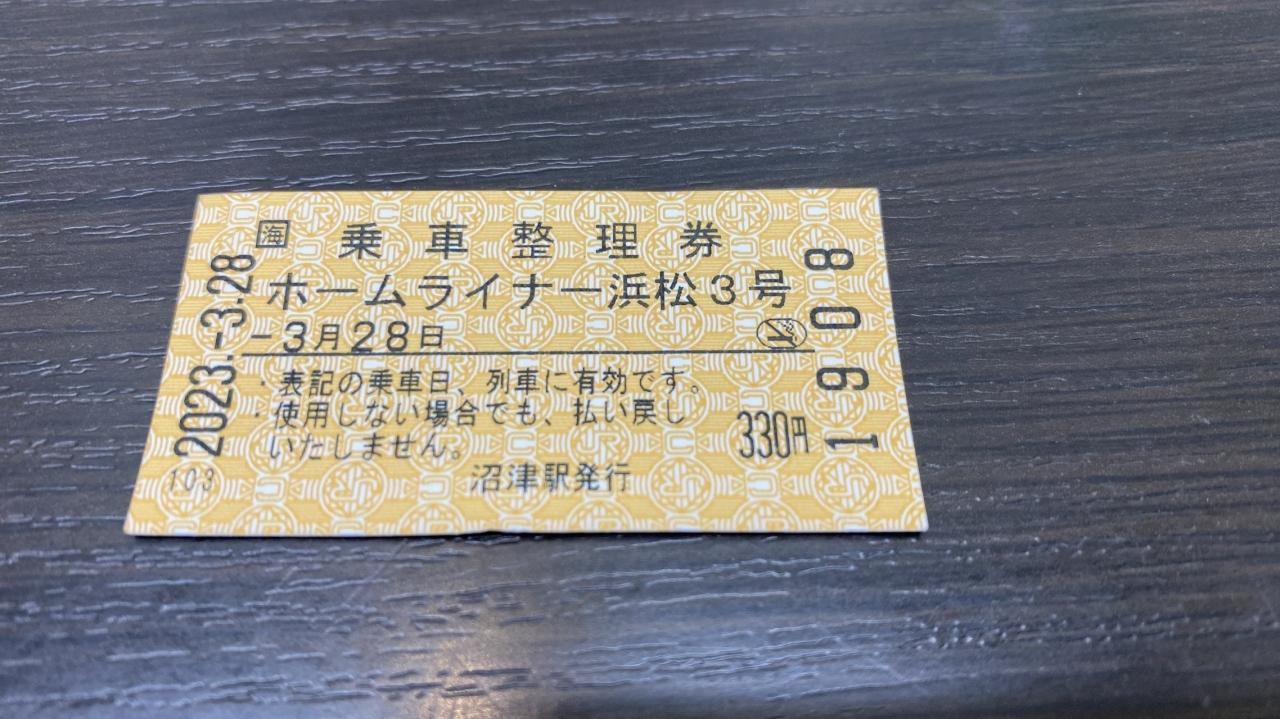 海 乗車整理券
ホームライナー浜松3号
-3月28日
・表記の乗車日、列車に有効です。
・使用しない場合でも、払い戻し
いたしません。
330円
沼津駅発行
2023.-3.28
103
1908